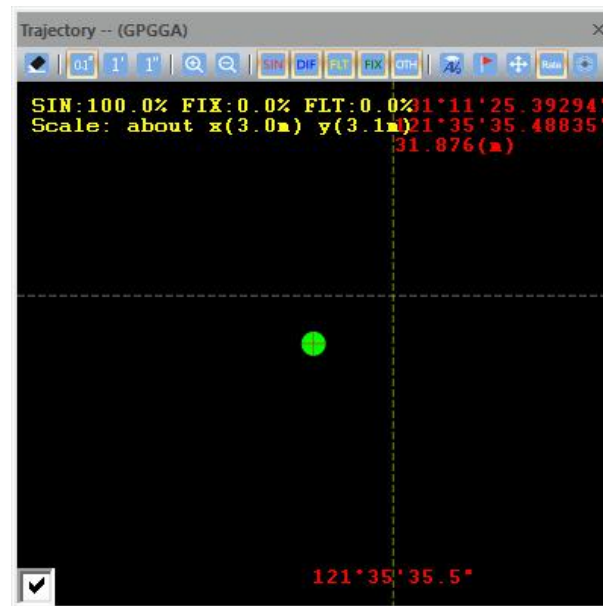 Trajectory -- (GPGGA)
0.1" 1' 1" SIN DIF FLT FIX OTH Rate
SIN:100.0% FIX:0.0% FLT:0.0%
31°11'25.39294"
Scale: about x(3.0m) y(3.1m)
121°35'35.48835"
31.876(m)
121°35'35.5"